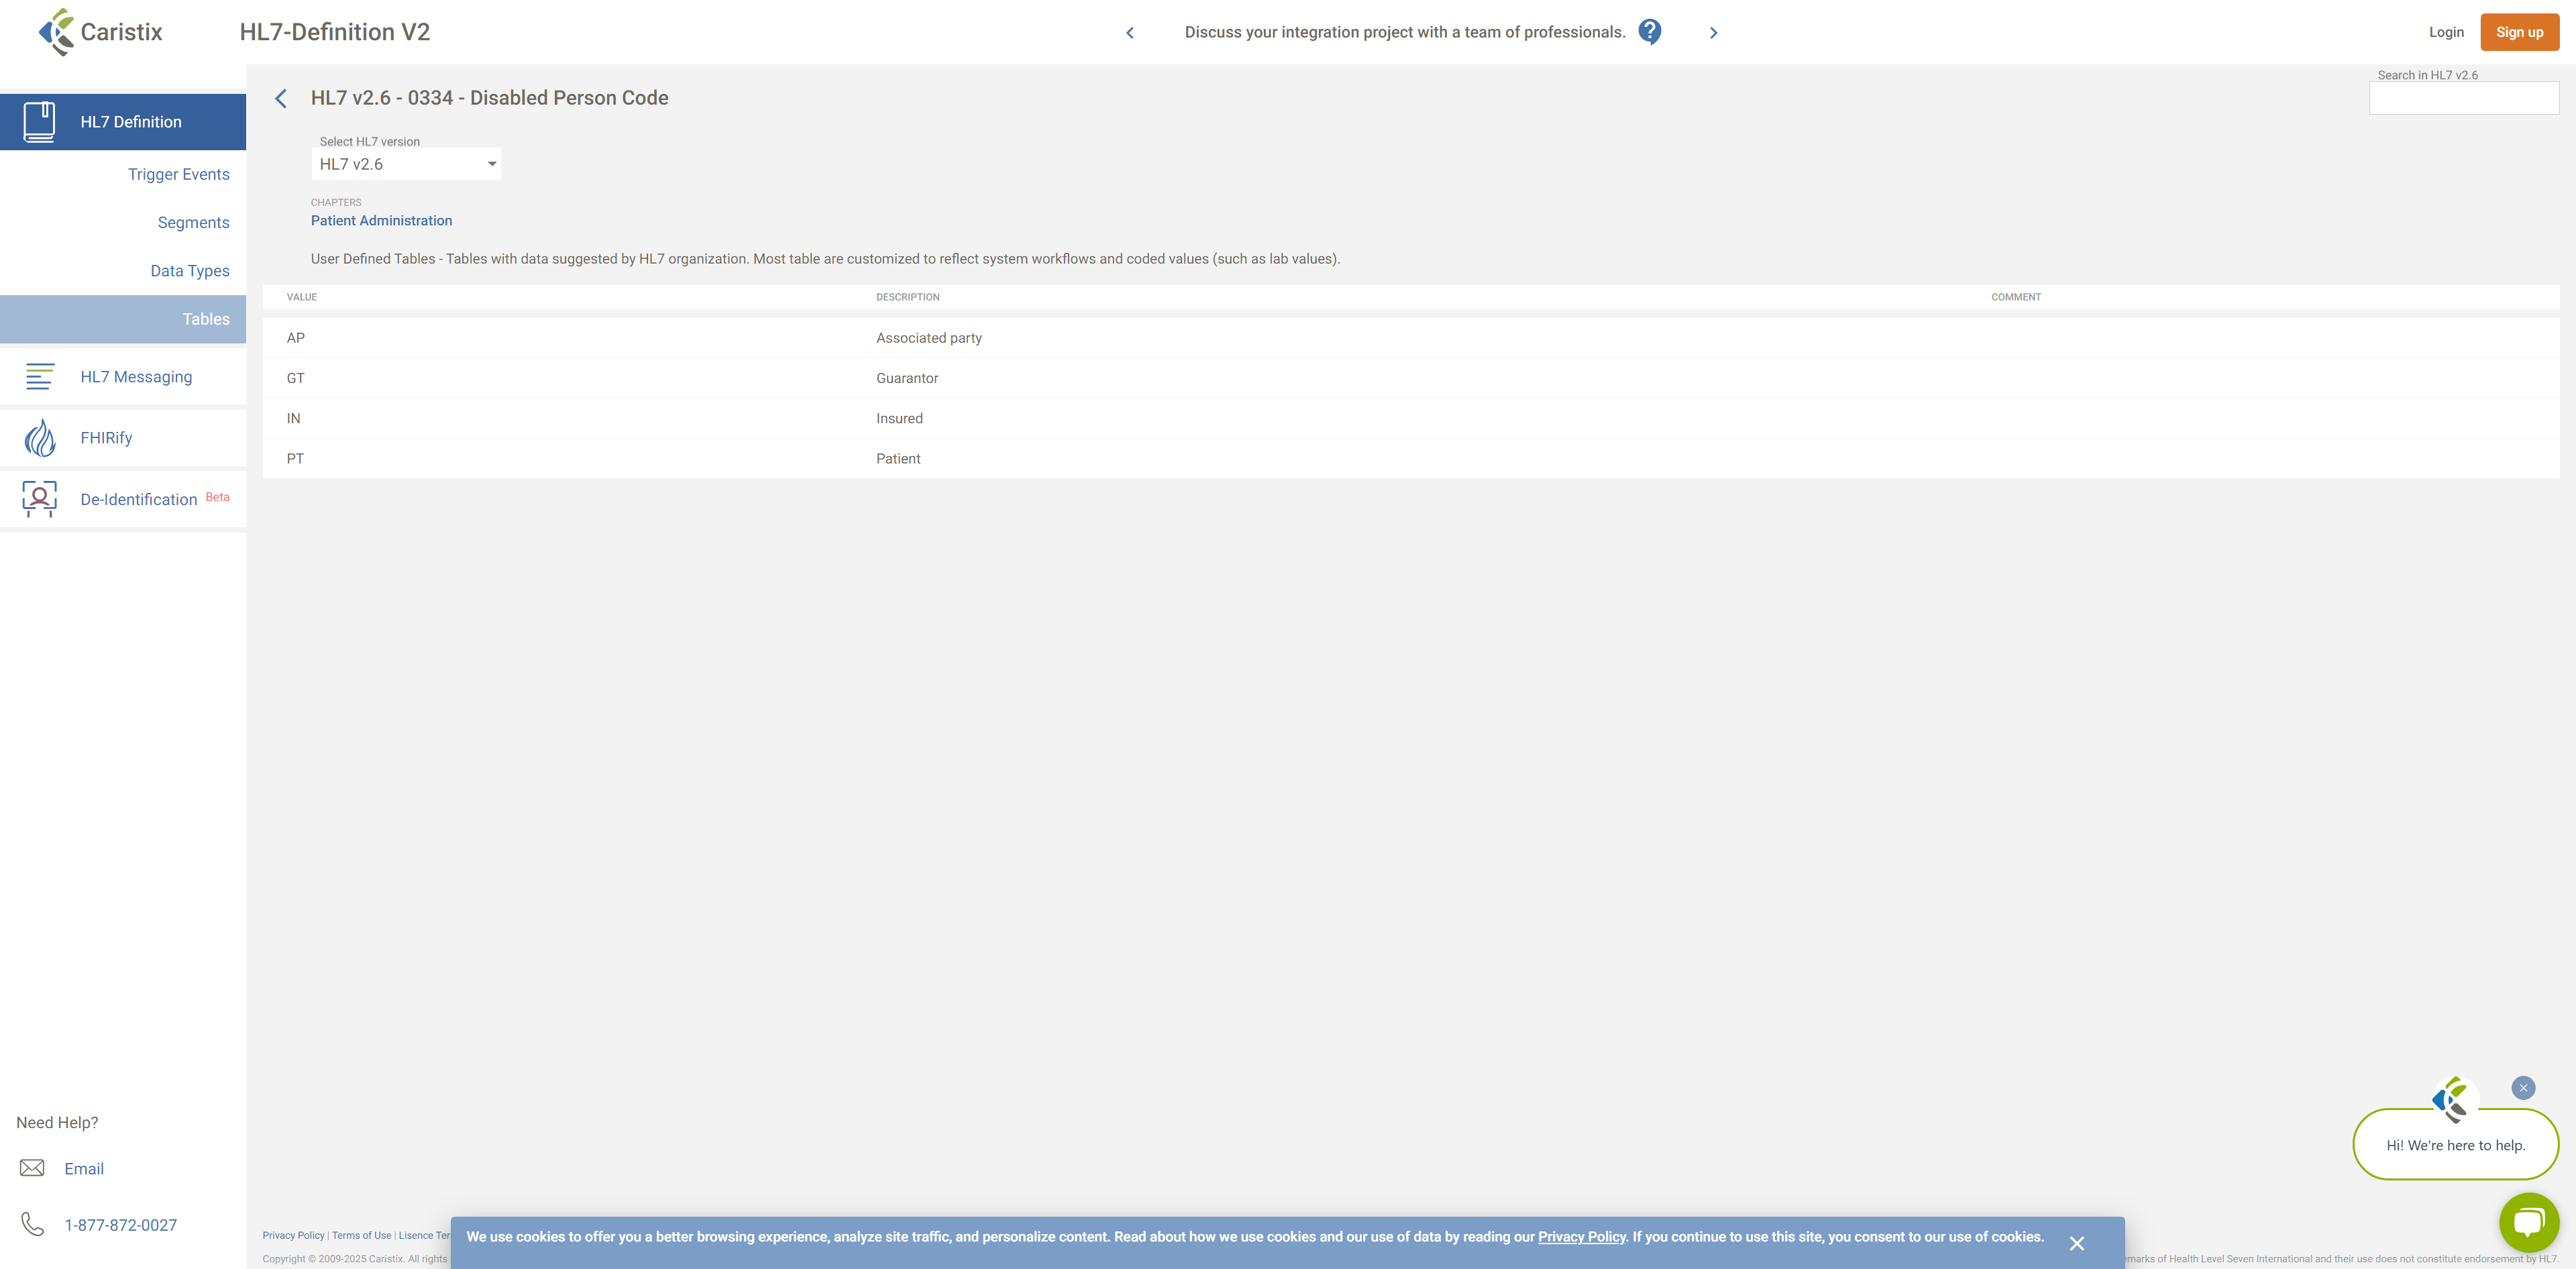 Caristix
HL7-Definition V2
Discuss your integration project with a team of professionals.
Login
Sign up
HL7 Definition
Trigger Events
Segments
Data Types
Tables
HL7 Messaging
FHIRify
De-Identification Beta
Need Help?
Email
1-877-872-0027
HL7 v2.6 - 0334 - Disabled Person Code
Search in HL7 v2.6
Select HL7 version
HL7 v2.6
CHAPTERS
Patient Administration
User Defined Tables - Tables with data suggested by HL7 organization. Most table are customized to reflect system workflows and coded values (such as lab values).
VALUE DESCRIPTION COMMENT
AP Associated party
GT Guarantor
IN Insured
PT Patient
Hi! We're here to help.
Privacy Policy | Terms of Use | Lisence
We use cookies to offer you a better browsing experience, analyze site traffic, and personalize content. Read about how we use cookies and our use of data by reading our Privacy Policy. If you continue to use this site, you consent to our use of cookies.
Copyright © 2009-2025 Caristix. All rights
of Health Level Seven International and their use does not constitute endorsement by HL7.